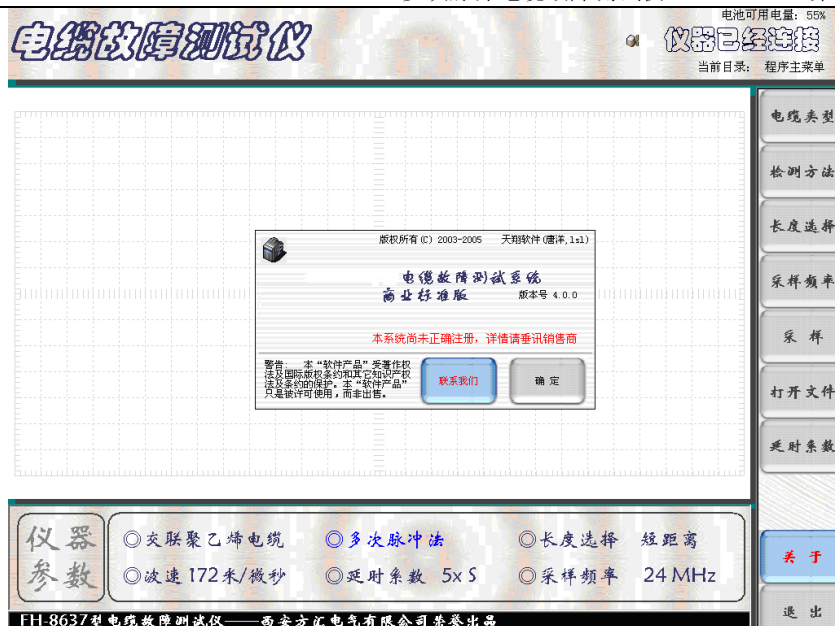 电池可用电量: 55%
电缆故障测试仪
仪器已经连接
当前目录: 程序主菜单
电缆类型
检测方法
长度选择
采样频率
采 样
打开文件
延时系数
关 于
退 出
版权所有(C) 2003-2005 天翔软件(唐洋,lsl)
电缆故障测试系统
商业标准版
版本号 4.0.0
本系统尚未正确注册，详情请垂讯销售商
警告: 本“软件产品”受著作权
法及国际版权条约和其它知识产权
法及条约的保护。本“软件产品”
只是被许可使用，而非出售。
联系我们
确 定
仪器
参数
◎交联聚乙烯电缆 ◎多次脉冲法 ◎长度选择 短距离
◎波速 172米/微秒 ◎延时系数 5x S ◎采样频率 24 MHz
FH-8637型电缆故障测试仪——西安方汇电气有限公司荣誉出品